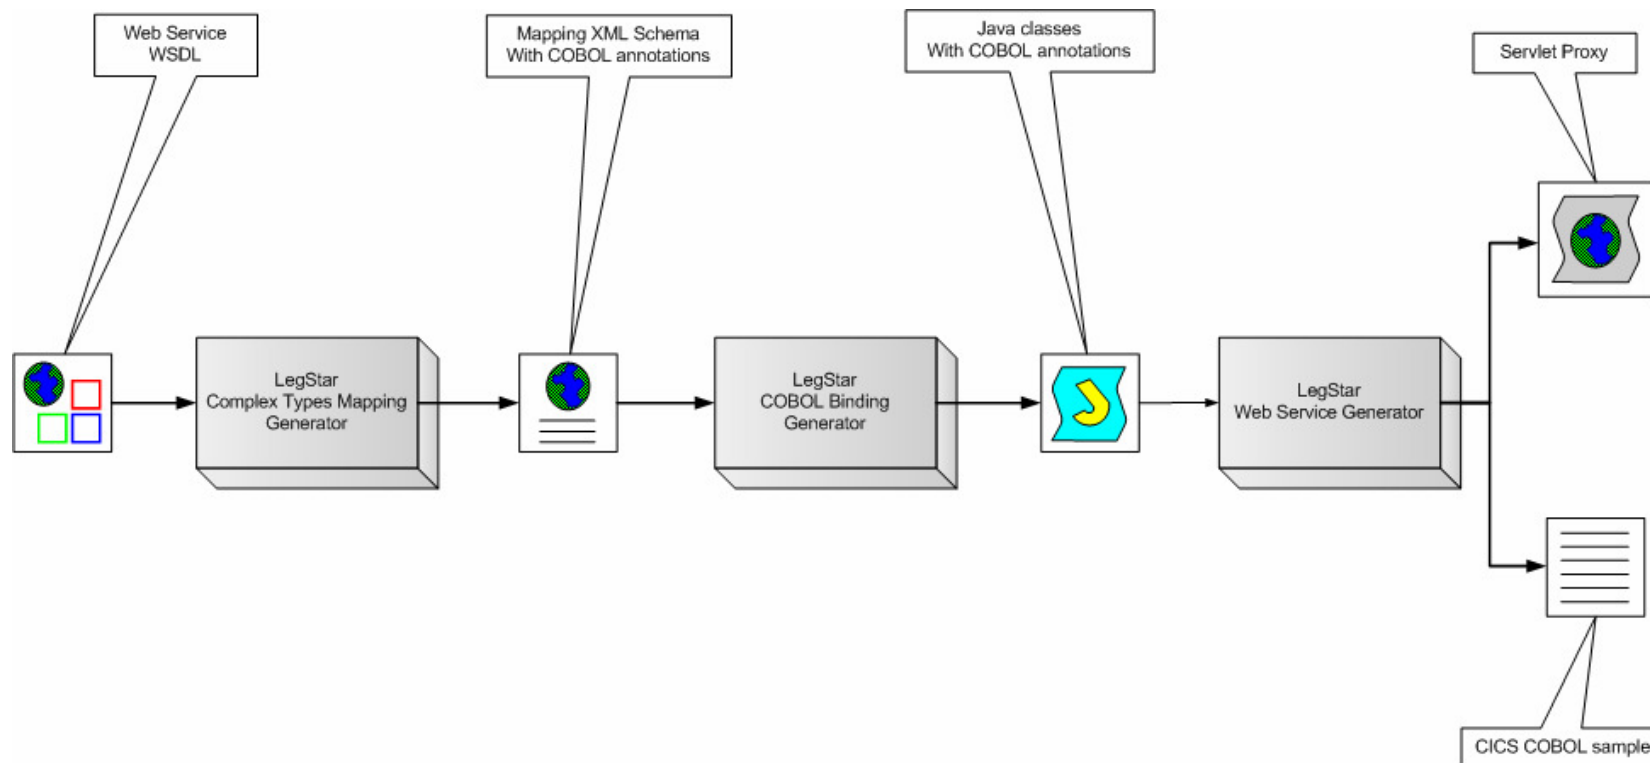 Web Service
WSDL
Mapping XML Schema
With COBOL annotations
Java classes
With COBOL annotations
Servlet Proxy
LegStar
Complex Types Mapping
Generator
LegStar
COBOL Binding
Generator
LegStar
Web Service Generator
CICS COBOL sample